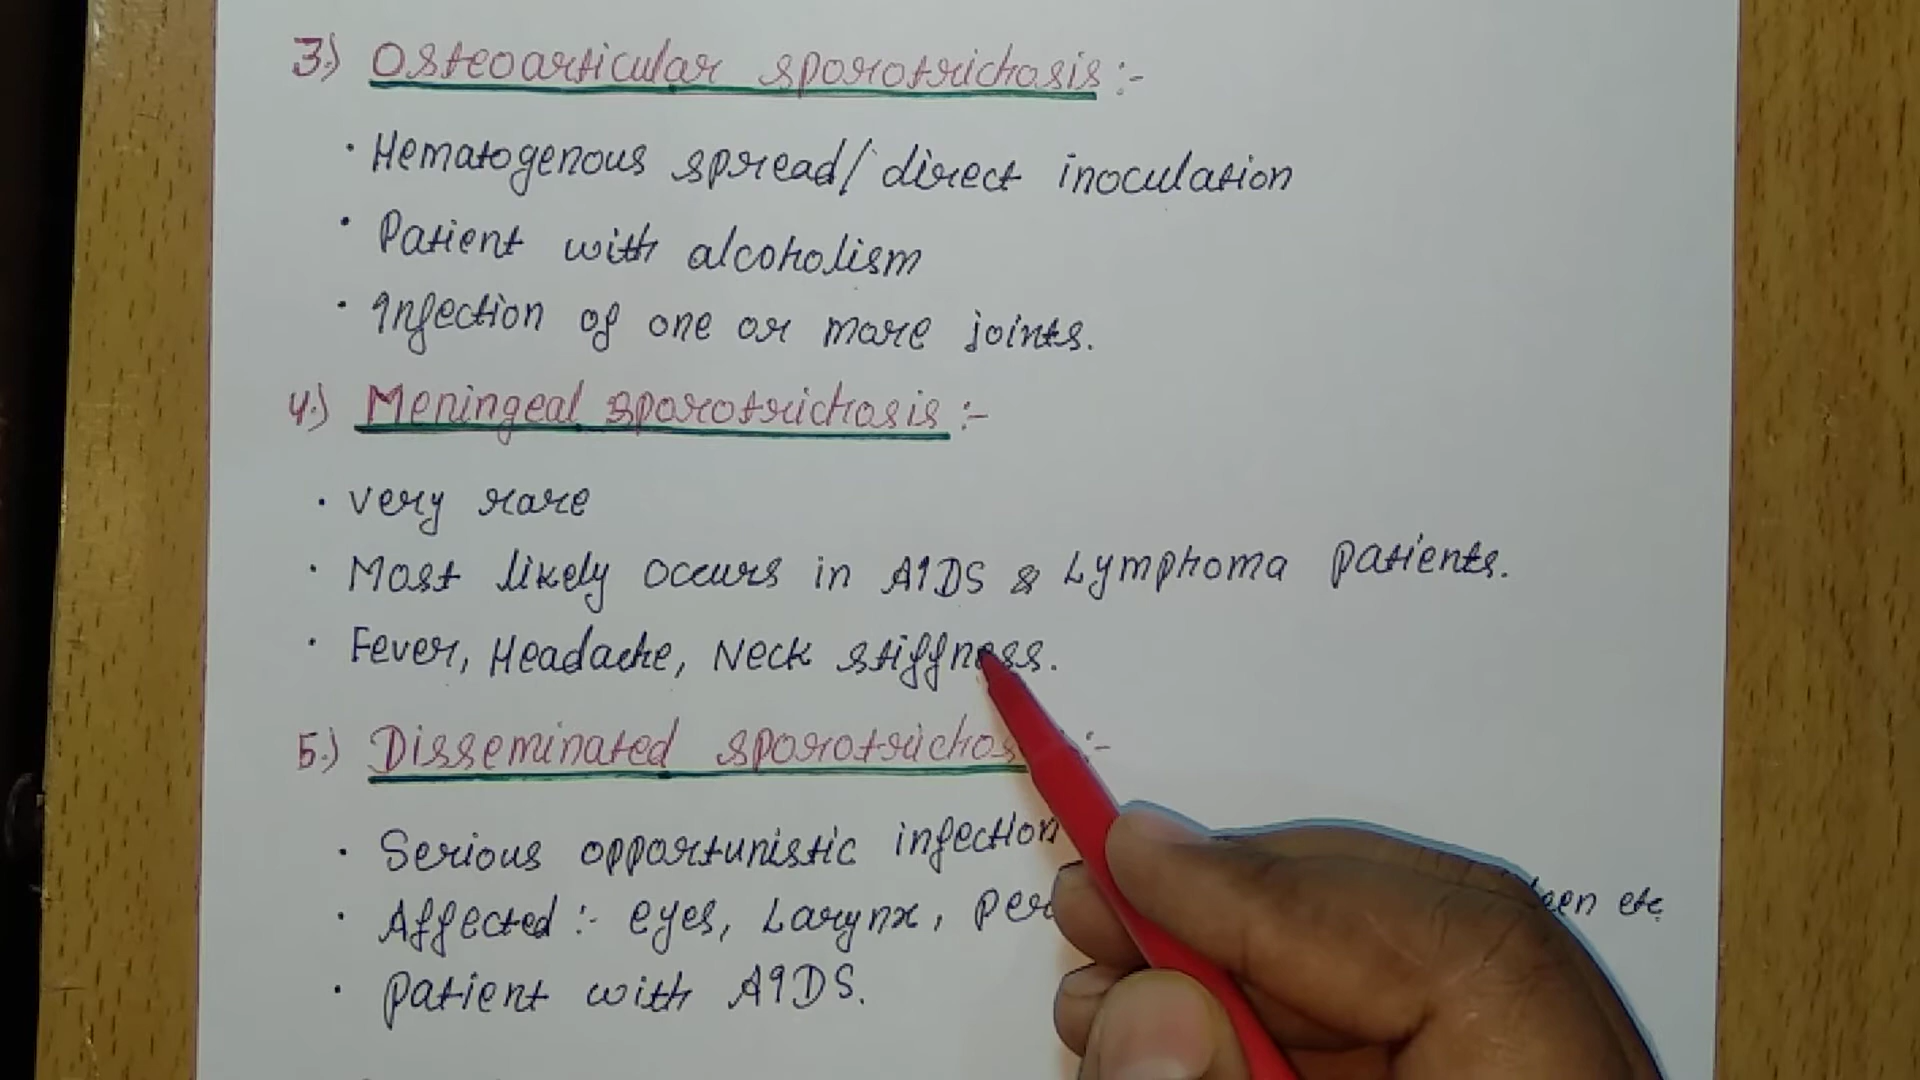 3.) Osteoarticular sporotrichosis :-
· Hematogenous spread/direct inoculation
· Patient with alcoholism
· Infection of one or more joints.
4.) Meningeal sporotrichosis :-
· very rare
· Most likely occurs in AIDS & Lymphoma patients.
· Fever, Headache, Neck stiffness.
5.) Disseminated :-
· Serious opportunistic infection
· Affected :- eyes, Larynx, etc.
· patient with AIDS.